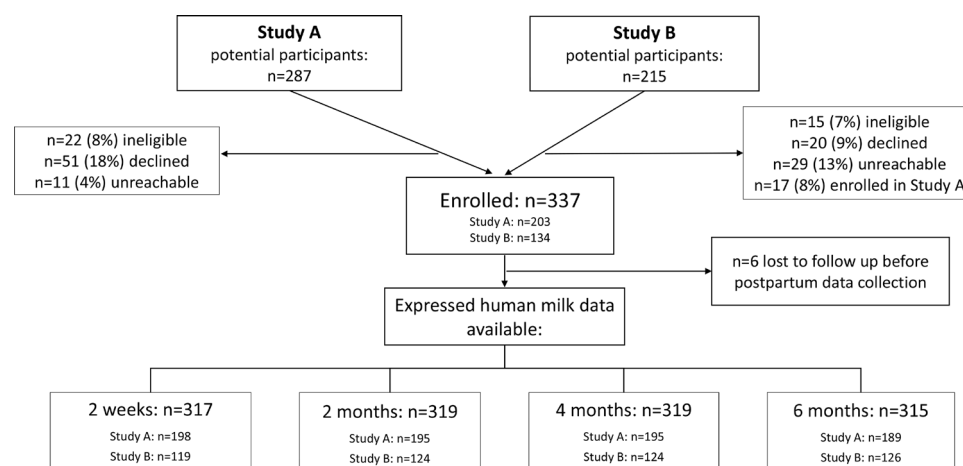 Study A
potential participants:
n=287
Study B
potential participants:
n=215
n=22 (8%) ineligible
n=51 (18%) declined
n=11 (4%) unreachable
n=15 (7%) ineligible
n=20 (9%) declined
n=29 (13%) unreachable
n=17 (8%) enrolled in Study A
Enrolled: n=337
Study A: n=203
Study B: n=134
n=6 lost to follow up before
postpartum data collection
Expressed human milk data
available:
2 weeks: n=317
Study A: n=198
Study B: n=119
2 months: n=319
Study A: n=195
Study B: n=124
4 months: n=319
Study A: n=195
Study B: n=124
6 months: n=315
Study A: n=189
Study B: n=126